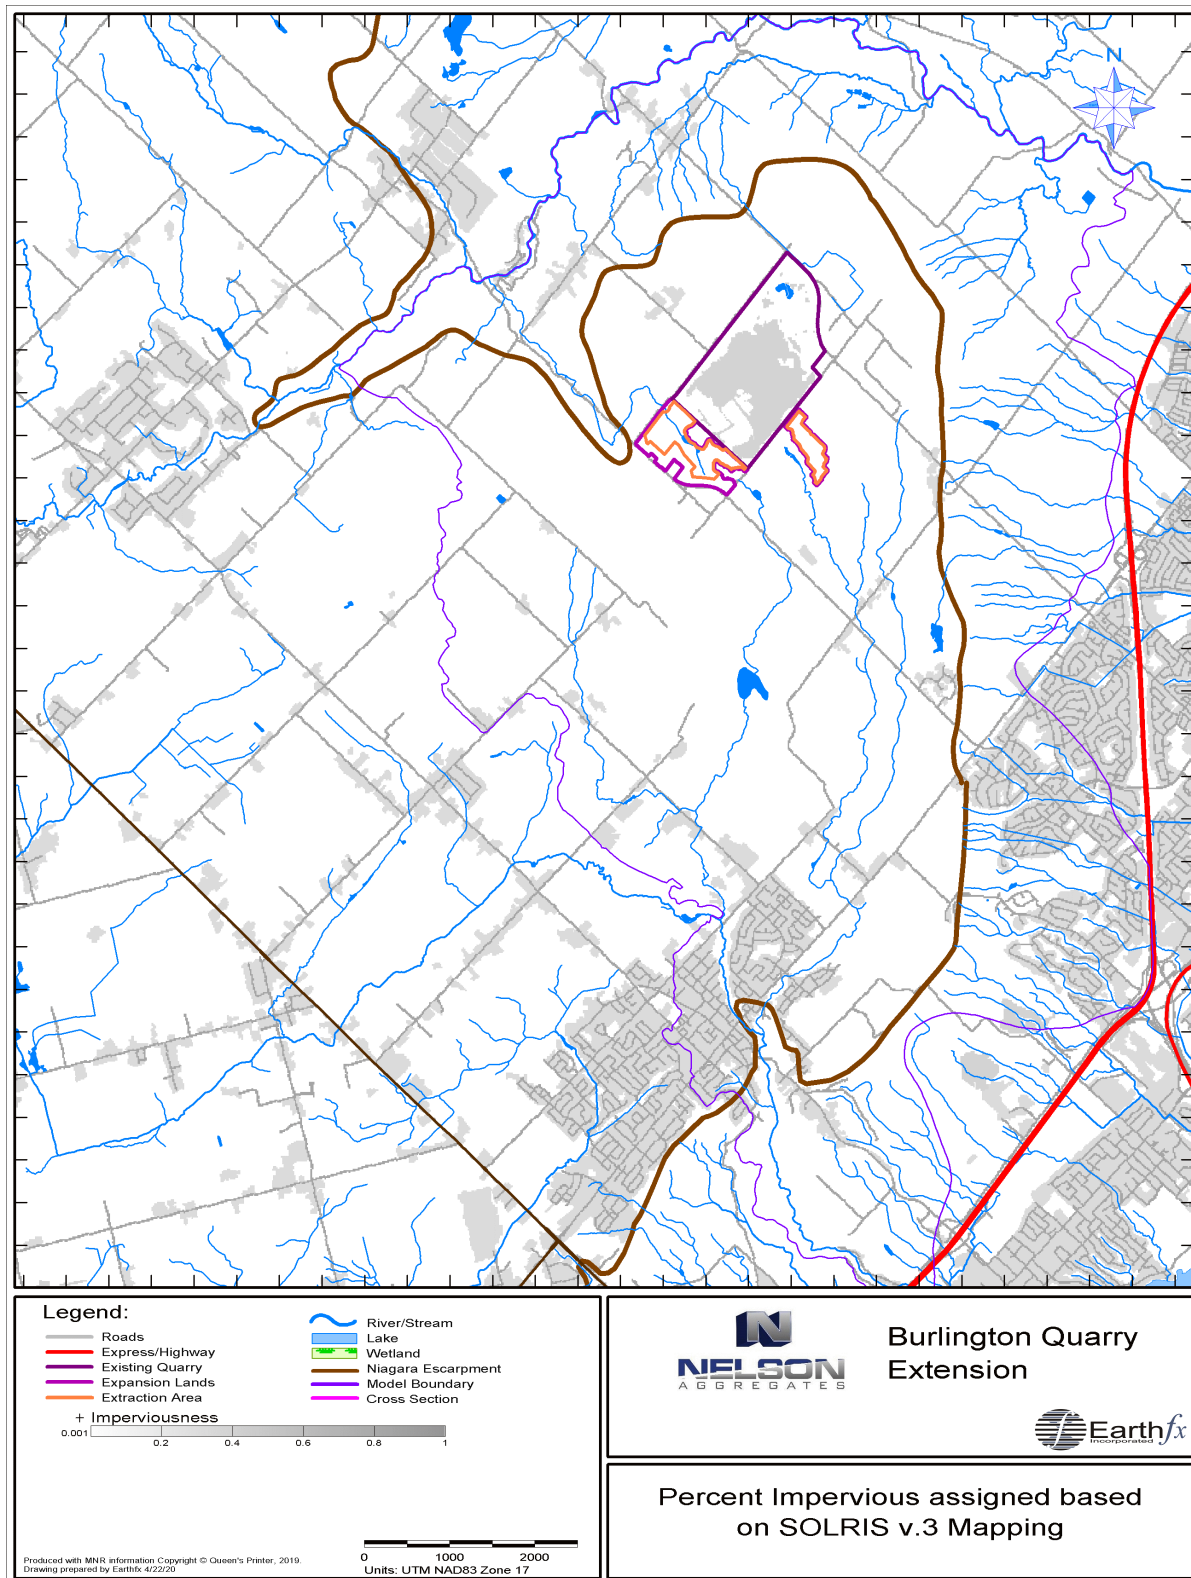 N
Legend:
Roads
Express/Highway
Existing Quarry
Expansion Lands
Extraction Area
River/Stream
Lake
Wetland
Niagara Escarpment
Model Boundary
Cross Section
+ Imperviousness
0.001
0.2 0.4 0.6 0.8 1
Produced with MNR information Copyright © Queen's Printer, 2019.
Drawing prepared by Earthfx 4/22/20
0 1000 2000
Units: UTM NAD83 Zone 17
N
NELSON
AGGREGATES
Burlington Quarry
Extension
Earthfx
Incorporated
Percent Impervious assigned based
on SOLRIS v.3 Mapping